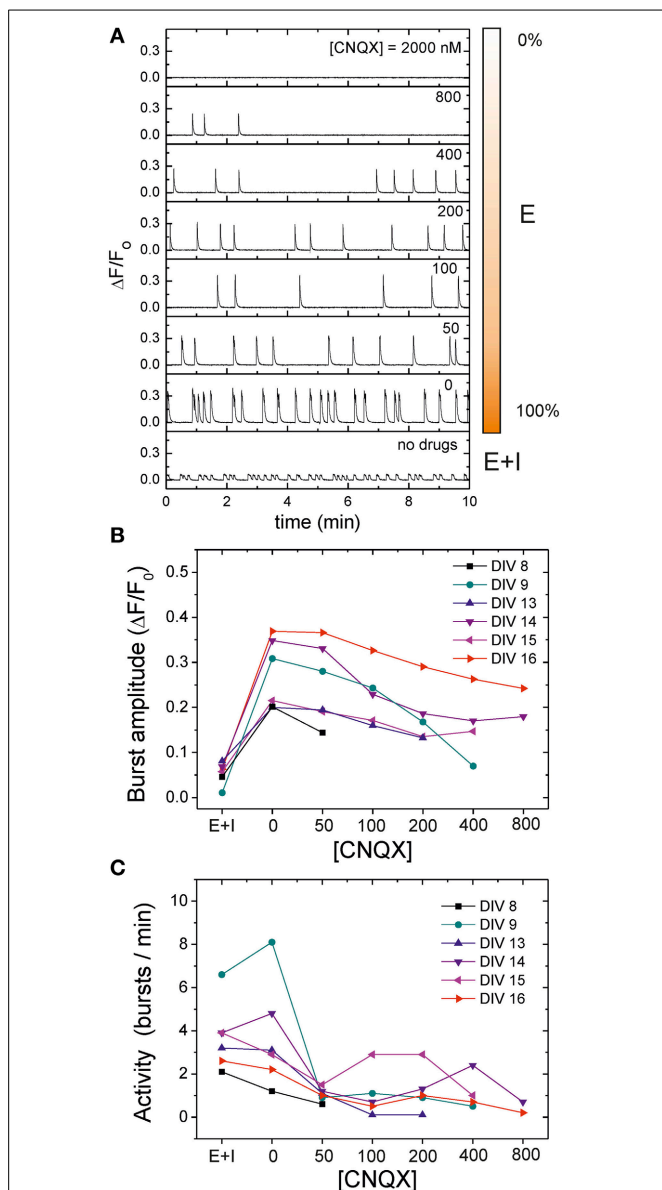 A
[CNQX] = 2000 nM
0.3
0.0
800
0.3
0.0
400
0.3
0.0
200
0.3
0.0
100
0.3
0.0
50
0.3
0.0
0
0.3
0.0
no drugs
0.3
0.0
ΔF/F0
0 2 4 6 8 10
time (min)
0%
E
100%
E+I
B
Burst amplitude (ΔF/F0)
0.5
0.4
0.3
0.2
0.1
0.0
DIV 8
DIV 9
DIV 13
DIV 14
DIV 15
DIV 16
E+I 0 50 100 200 400 800
[CNQX]
C
Activity (bursts / min)
10
8
6
4
2
0
DIV 8
DIV 9
DIV 13
DIV 14
DIV 15
DIV 16
E+I 0 50 100 200 400 800
[CNQX]